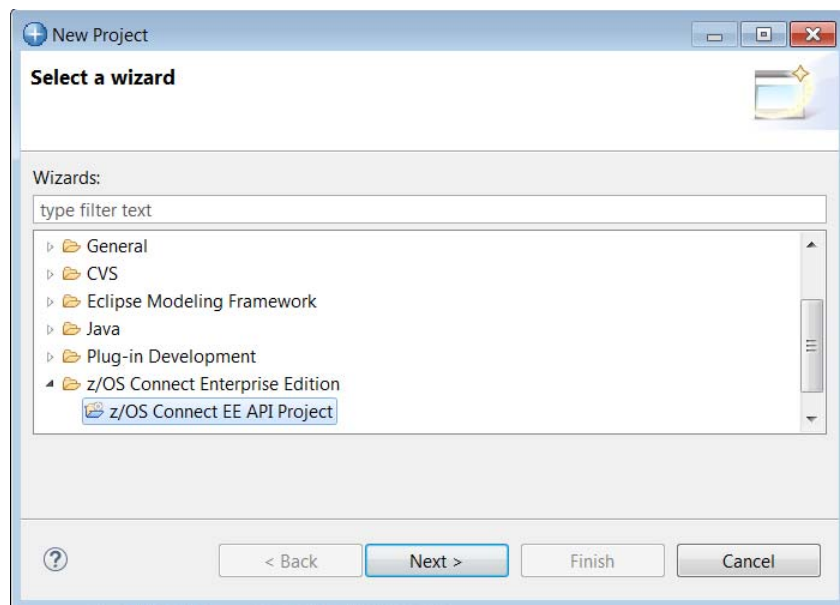 New Project
Select a wizard
Wizards:
type filter text
General
CVS
Eclipse Modeling Framework
Java
Plug-in Development
z/OS Connect Enterprise Edition
z/OS Connect EE API Project
?
< Back Next > Finish Cancel